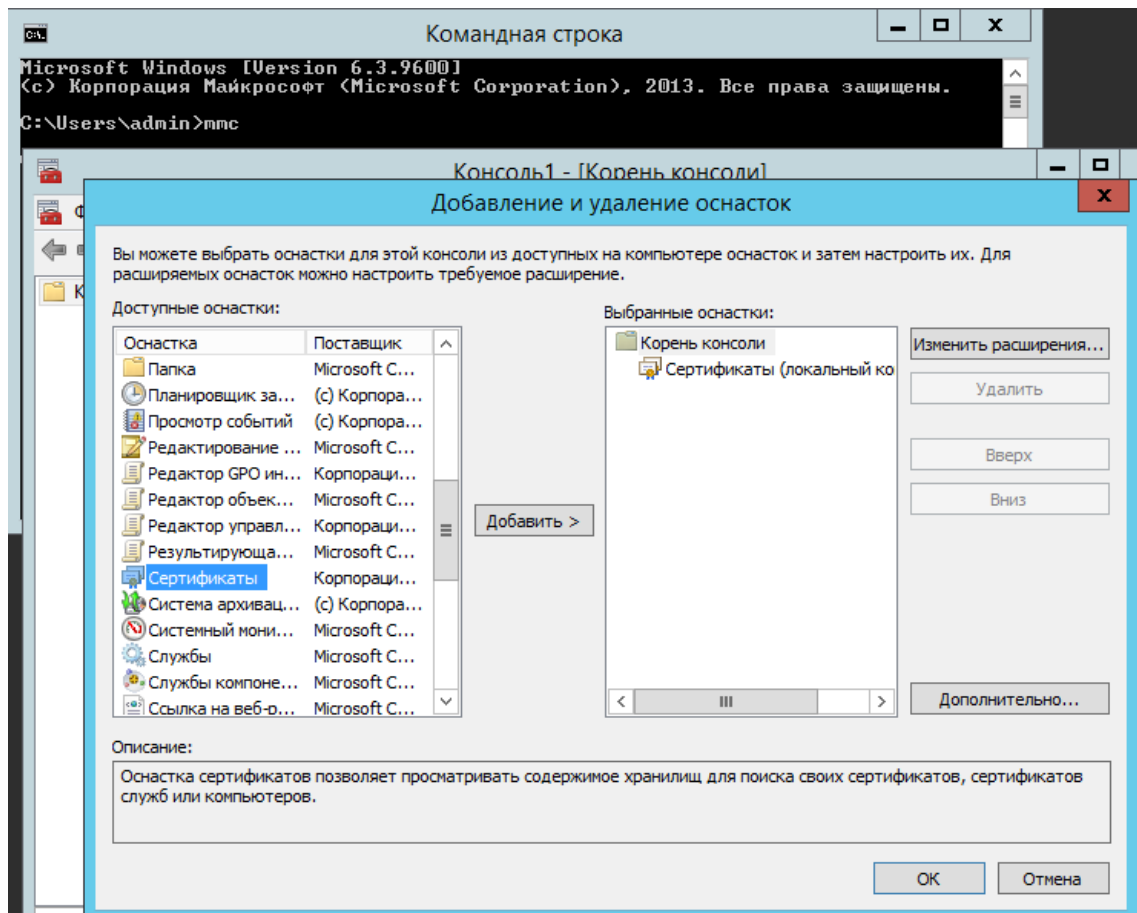 Командная строка
Microsoft Windows [Version 6.3.9600]
(c) Корпорация Майкрософт (Microsoft Corporation), 2013. Все права защищены.
C:\Users\admin>mmc
Консоль1 - [Корень консоли]
Добавление и удаление оснасток
Вы можете выбрать оснастки для этой консоли из доступных на компьютере оснасток и затем настроить их. Для
расширяемых оснасток можно настроить требуемое расширение.
Доступные оснастки:
Оснастка Поставщик
Папка Microsoft C...
Планировщик за... (c) Корпора...
Просмотр событий (c) Корпора...
Редактирование ... Microsoft C...
Редактор GPO ин... Корпораци...
Редактор объек... Microsoft C...
Редактор управл... Корпораци...
Результирующа... Microsoft C...
Сертификаты Корпораци...
Система архивац... (c) Корпора...
Системный мони... Microsoft C...
Службы Microsoft C...
Службы компоне... Microsoft C...
Ссылка на веб-р... Microsoft C...
Добавить >
Выбранные оснастки:
Корень консоли
Сертификаты (локальный ко
Изменить расширения...
Удалить
Вверх
Вниз
Дополнительно...
Описание:
Оснастка сертификатов позволяет просматривать содержимое хранилищ для поиска своих сертификатов, сертификатов
служб или компьютеров.
ОК
Отмена